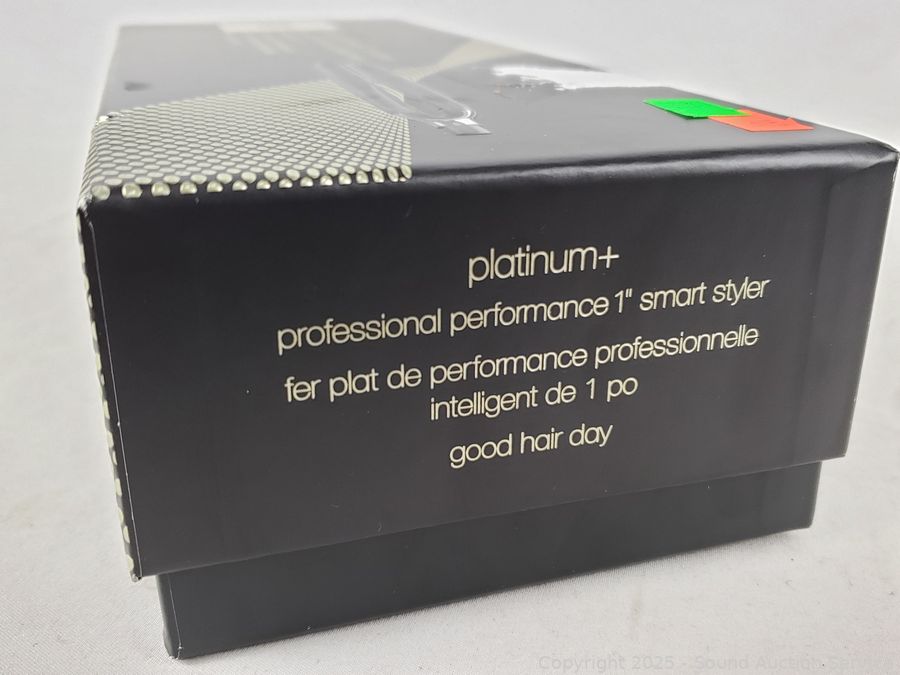 platinum+
professional performance 1" smart styler
fer plat de performance professionnelle
intelligent de 1 po
good hair day
Copyright 2025 - Sound Auction Service